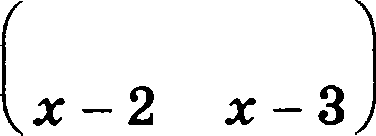 ( x − 2   x − 3 )